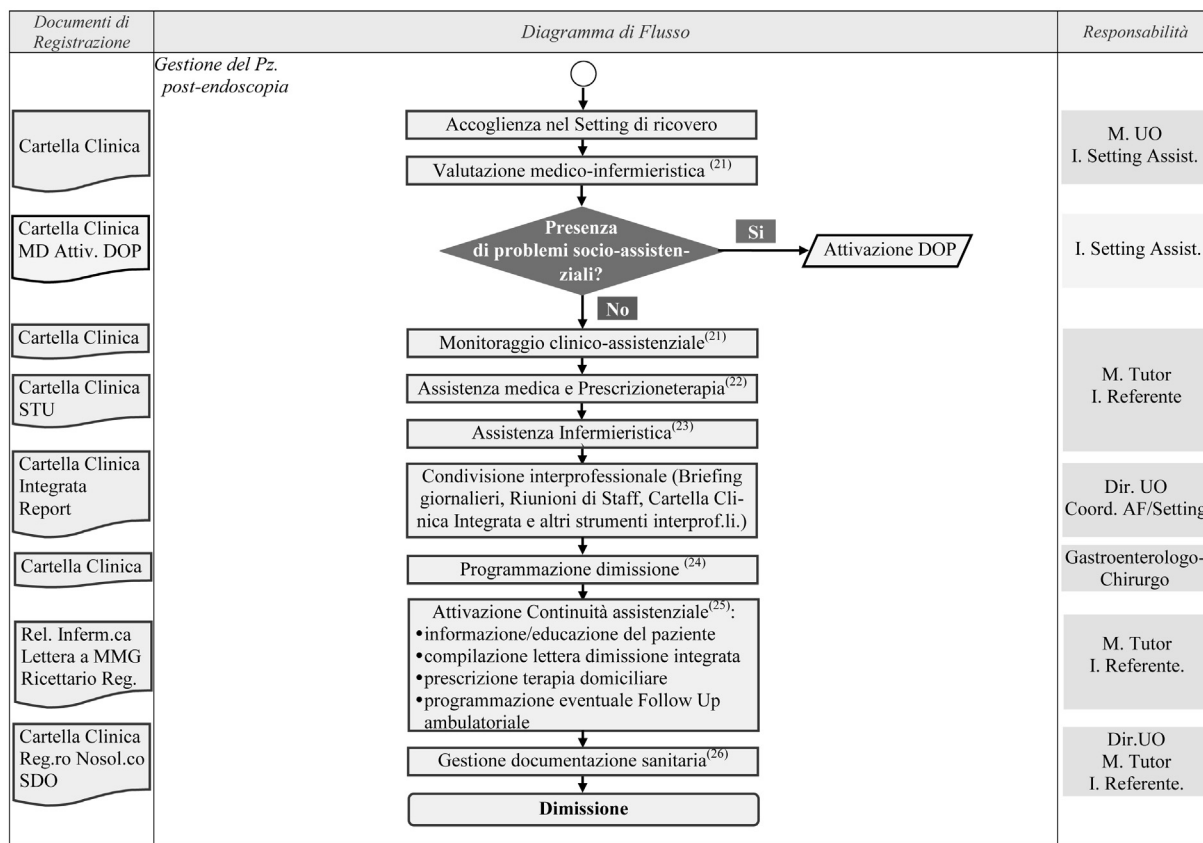 Documenti di
Registrazione
Diagramma di Flusso
Responsabilità
Gestione del Pz.
post-endoscopia
Accoglienza nel Setting di ricovero
Cartella Clinica
Valutazione medico-infermieristica (21)
M. UO
I. Setting Assist.
Cartella Clinica
MD Attiv. DOP
Presenza
di problemi socio-assisten-
ziali?
Si
Attivazione DOP
I. Setting Assist.
No
Cartella Clinica
Monitoraggio clinico-assistenziale(21)
Cartella Clinica
STU
Assistenza medica e Prescrizioneterapia(22)
M. Tutor
I. Referente
Assistenza Infermieristica(23)
Cartella Clinica
Integrata
Report
Condivisione interprofessionale (Briefing
giornalieri, Riunioni di Staff, Cartella Cli-
nica Integrata e altri strumenti interprof.li.)
Dir. UO
Coord. AF/Setting
Cartella Clinica
Programmazione dimissione (24)
Gastroenterologo-
Chirurgo
Rel. Inferm.ca
Lettera a MMG
Ricettario Reg.
Attivazione Continuità assistenziale(25):
•informazione/educazione del paziente
•compilazione lettera dimissione integrata
•prescrizione terapia domiciliare
•programmazione eventuale Follow Up
ambulatoriale
M. Tutor
I. Referente.
Cartella Clinica
Reg.ro Nosol.co
SDO
Gestione documentazione sanitaria(26)
Dir.UO
M. Tutor
I. Referente.
Dimissione